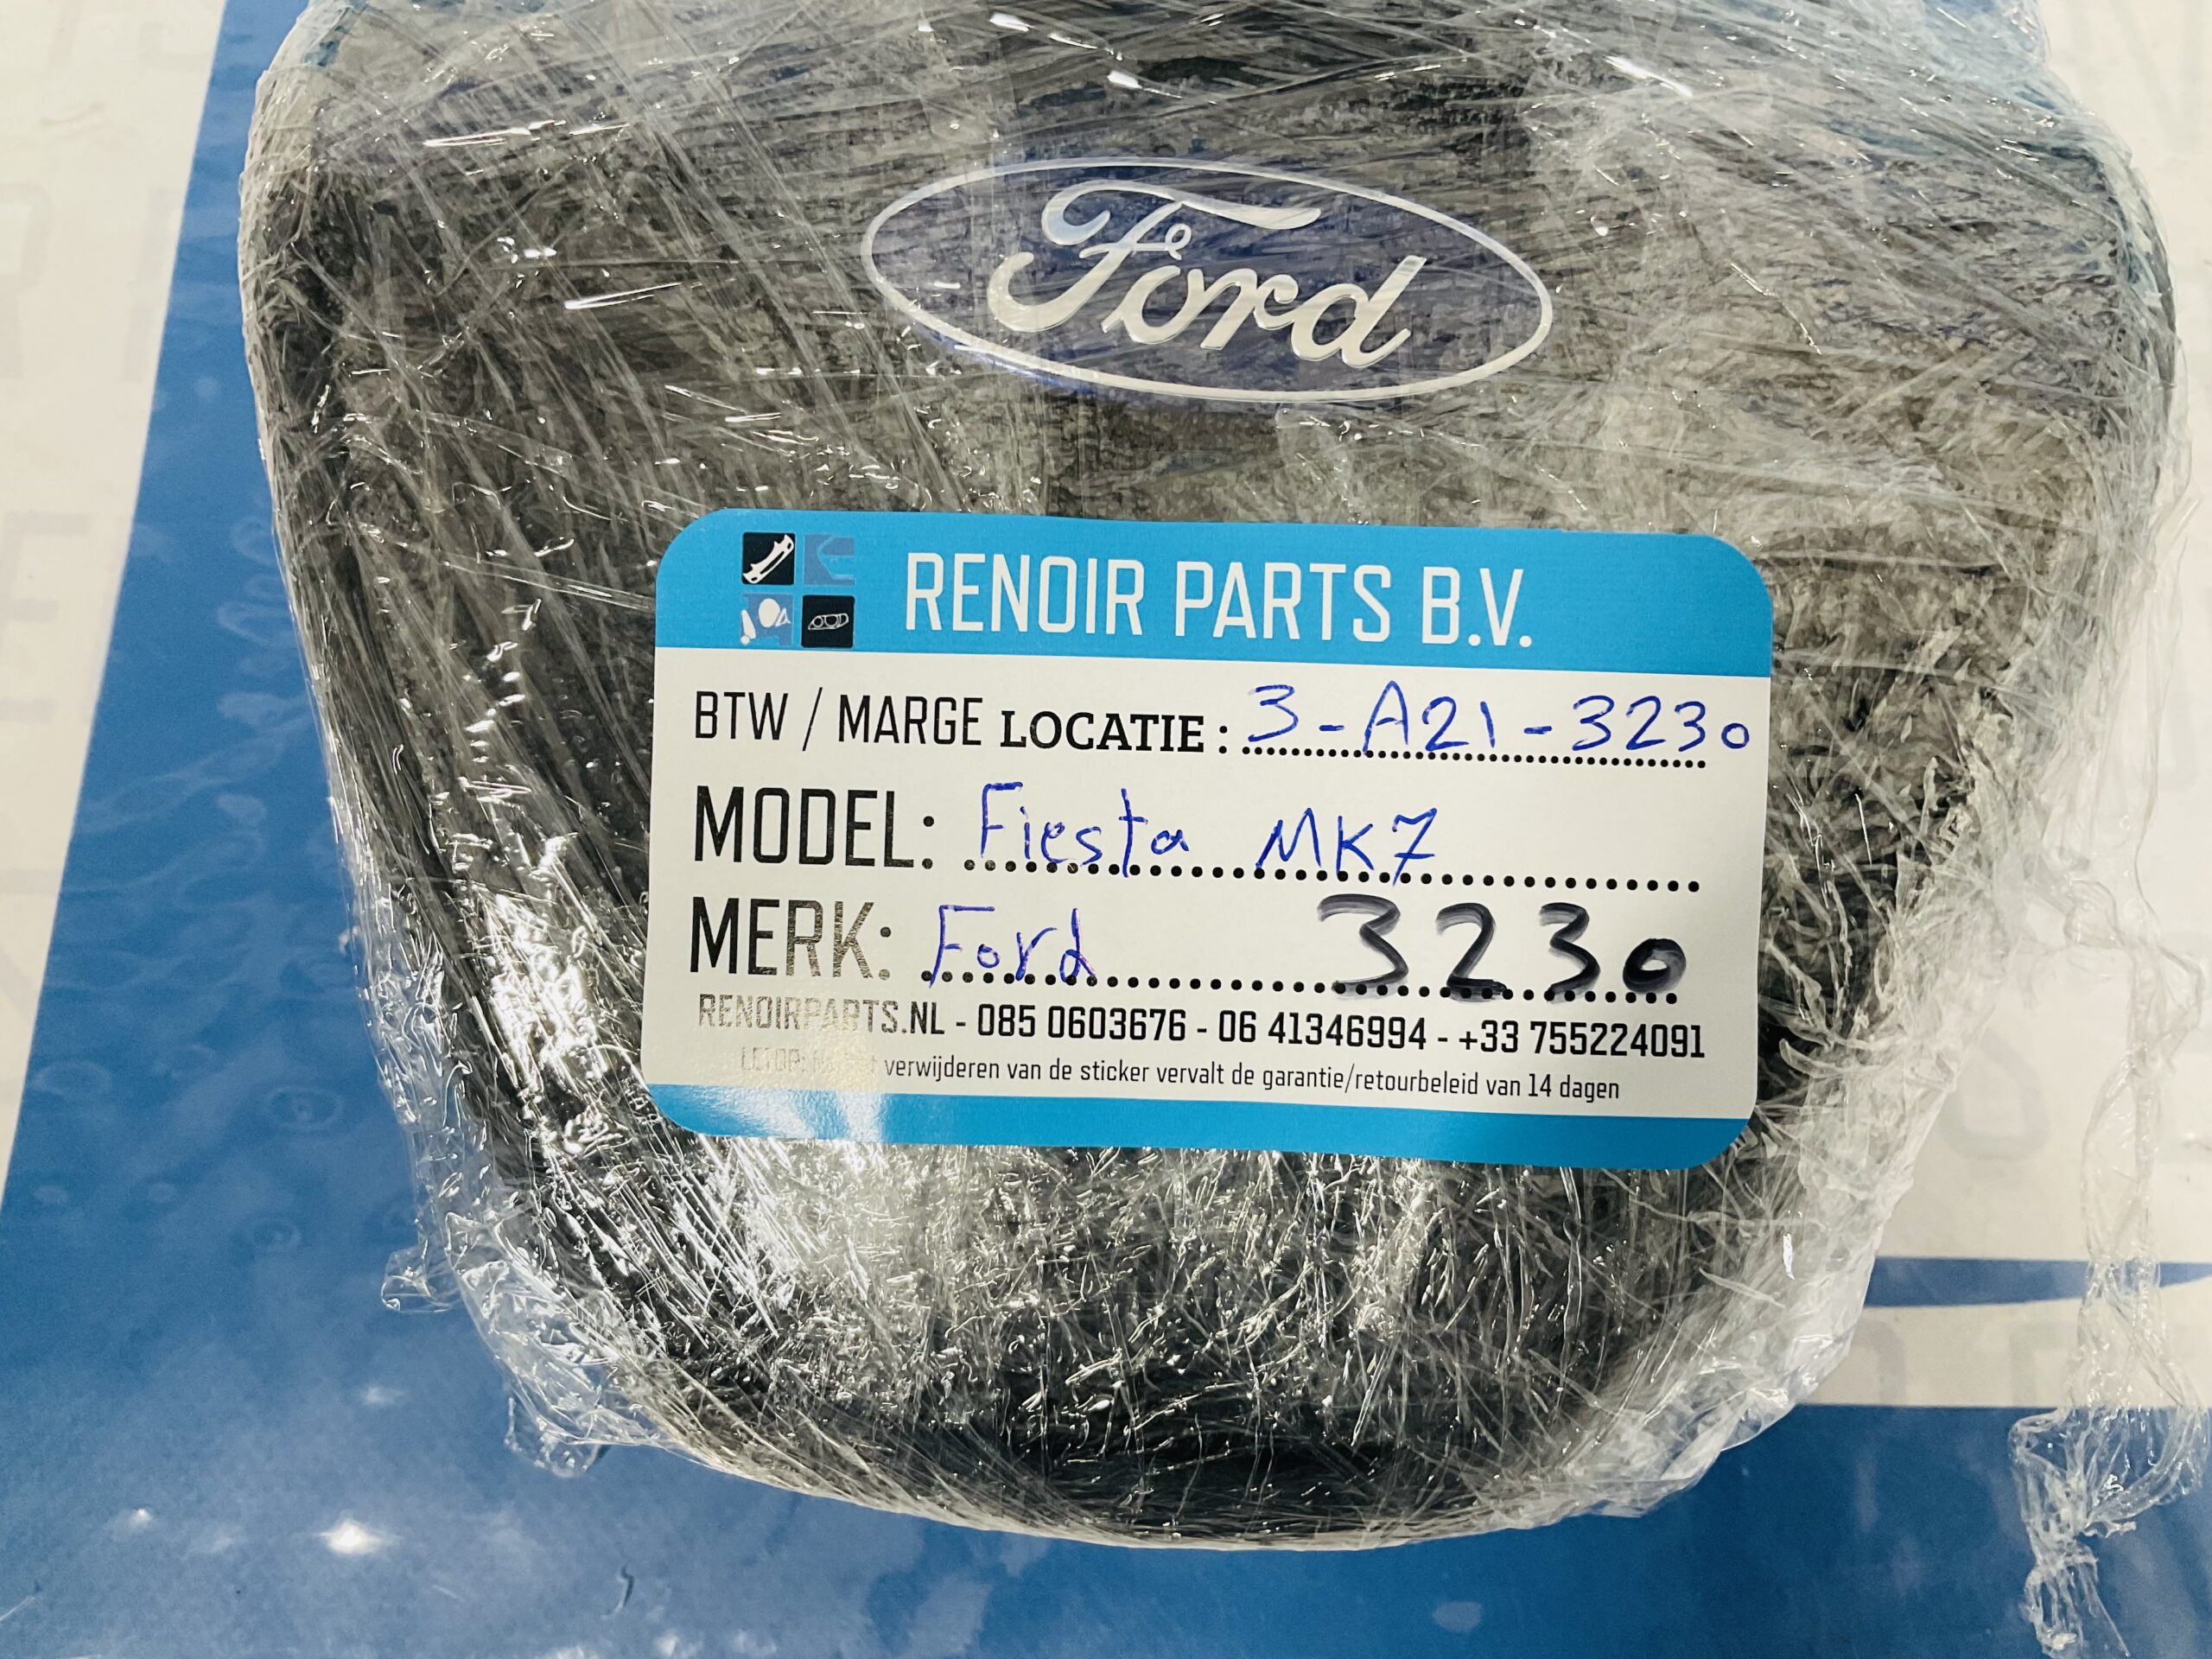 Ford
RENOIR PARTS B.V.
BTW / MARGE LOCATIE : 3-A21-3230
MODEL: Fiesta MK7
MERK: Ford 3230
RENOIRPARTS.NL - 085 0603676 - 06 41346994 - +33 755224091
LETOP: verwijderen van de sticker vervalt de garantie/retourbeleid van 14 dagen